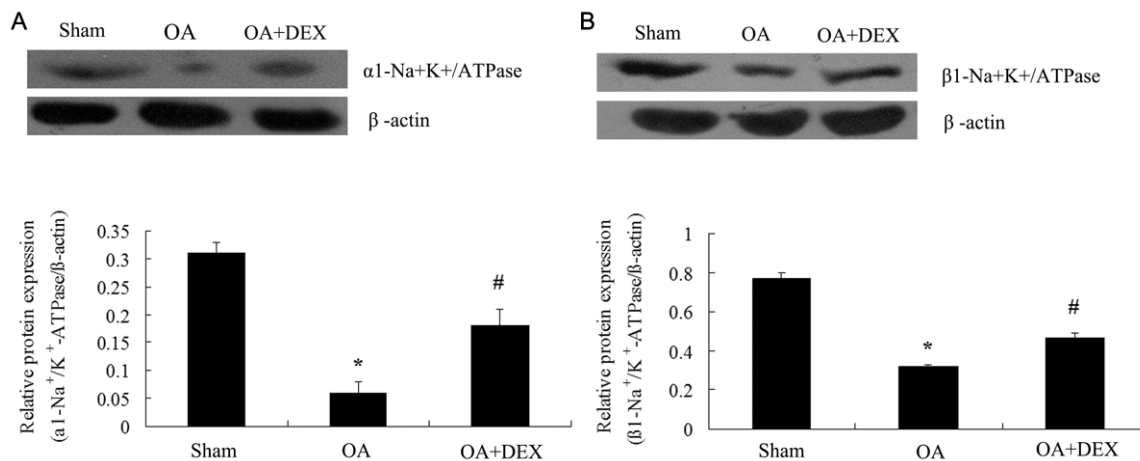 A
Sham OA OA+DEX
α1-Na+K+/ATPase
β -actin
Relative protein expression
(a1-Na⁺/K⁺-ATPase/ß-actin)
0.35
0.3
0.25
0.2
0.15
0.1
0.05
0
*
#
Sham OA OA+DEX
B
Sham OA OA+DEX
β1-Na+K+/ATPase
β -actin
Relative protein expression
(ß1-Na⁺/K⁺-ATPase/ß-actin)
1
0.8
0.6
0.4
0.2
0
*
#
Sham OA OA+DEX